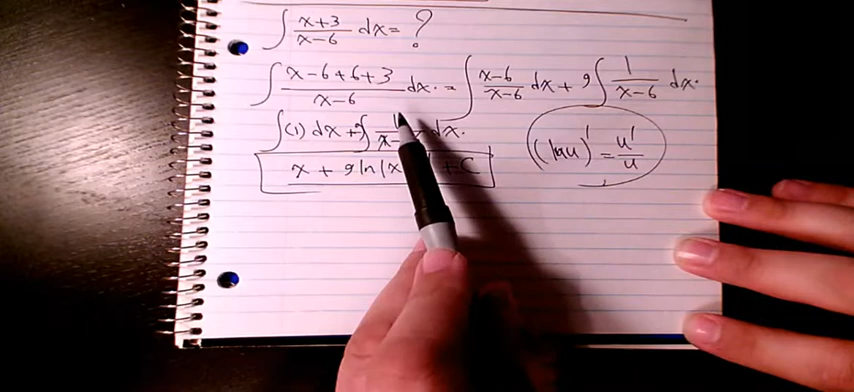 ∫ x+3/x-6 dx = ?
∫ x-6+6+3/x-6 dx. = ∫ x-6/x-6 dx + 9∫ 1/x-6 dx.
∫(1) dx + 9∫ dx.
x + 9 ln|x + C
(ln u)' = u'/u